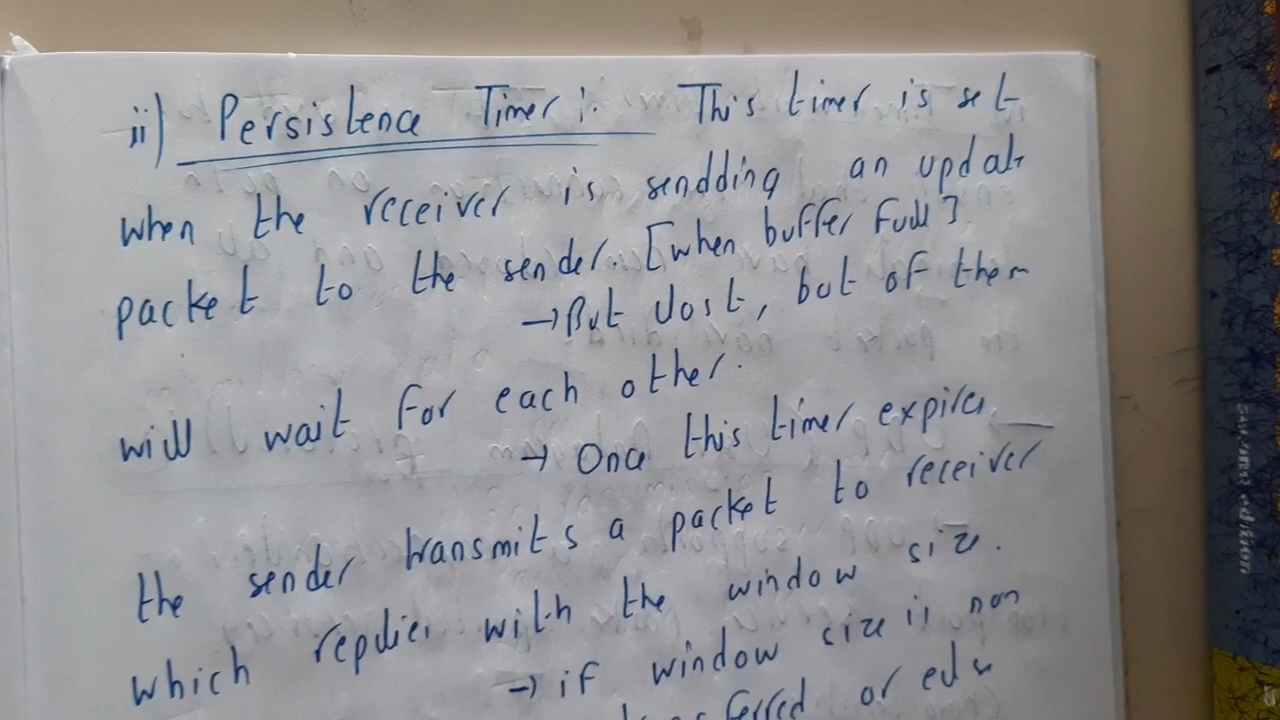 ii) Persistence Timer :- This timer is set
when the receiver is sendding an updat
packet to the sender. [when buffer full]
→ But lost, but of them
will wait for each other.
→ Once this timer expires
the sender transmits a packet to receiver
which replies with the window size.
→ if window size is non
or else